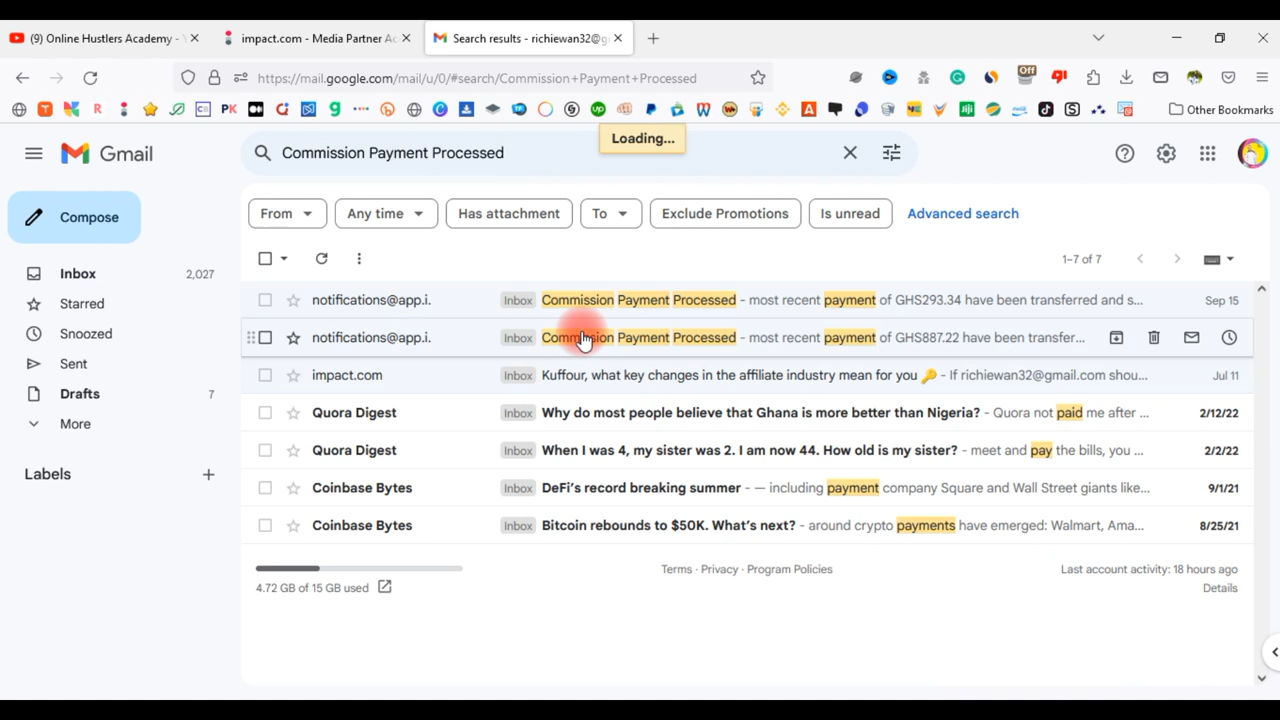 (9) Online Hustlers Academy -
impact.com - Media Partner Ac
Search results - richiewan32@g
https://mail.google.com/mail/u/0/#search/Commission+Payment+Processed
Off
Other Bookmarks
Gmail
Commission Payment Processed
Loading...
Compose
From
Any time
Has attachment
To
Exclude Promotions
Is unread
Advanced search
1–7 of 7
Inbox 2,027
Starred
Snoozed
Sent
Drafts 7
More
Labels
notifications@app.i. Inbox Commission Payment Processed - most recent payment of GHS293.34 have been transferred and s... Sep 15
notifications@app.i. Inbox Commission Payment Processed - most recent payment of GHS887.22 have been transfer...
impact.com Inbox Kuffour, what key changes in the affiliate industry mean for you 🔑 - If richiewan32@gmail.com shou... Jul 11
Quora Digest Inbox Why do most people believe that Ghana is more better than Nigeria? - Quora not paid me after ... 2/12/22
Quora Digest Inbox When I was 4, my sister was 2. I am now 44. How old is my sister? - meet and pay the bills, you ... 2/2/22
Coinbase Bytes Inbox DeFi's record breaking summer - — including payment company Square and Wall Street giants like... 9/1/21
Coinbase Bytes Inbox Bitcoin rebounds to $50K. What's next? - around crypto payments have emerged: Walmart, Ama... 8/25/21
4.72 GB of 15 GB used
Terms · Privacy · Program Policies
Last account activity: 18 hours ago
Details